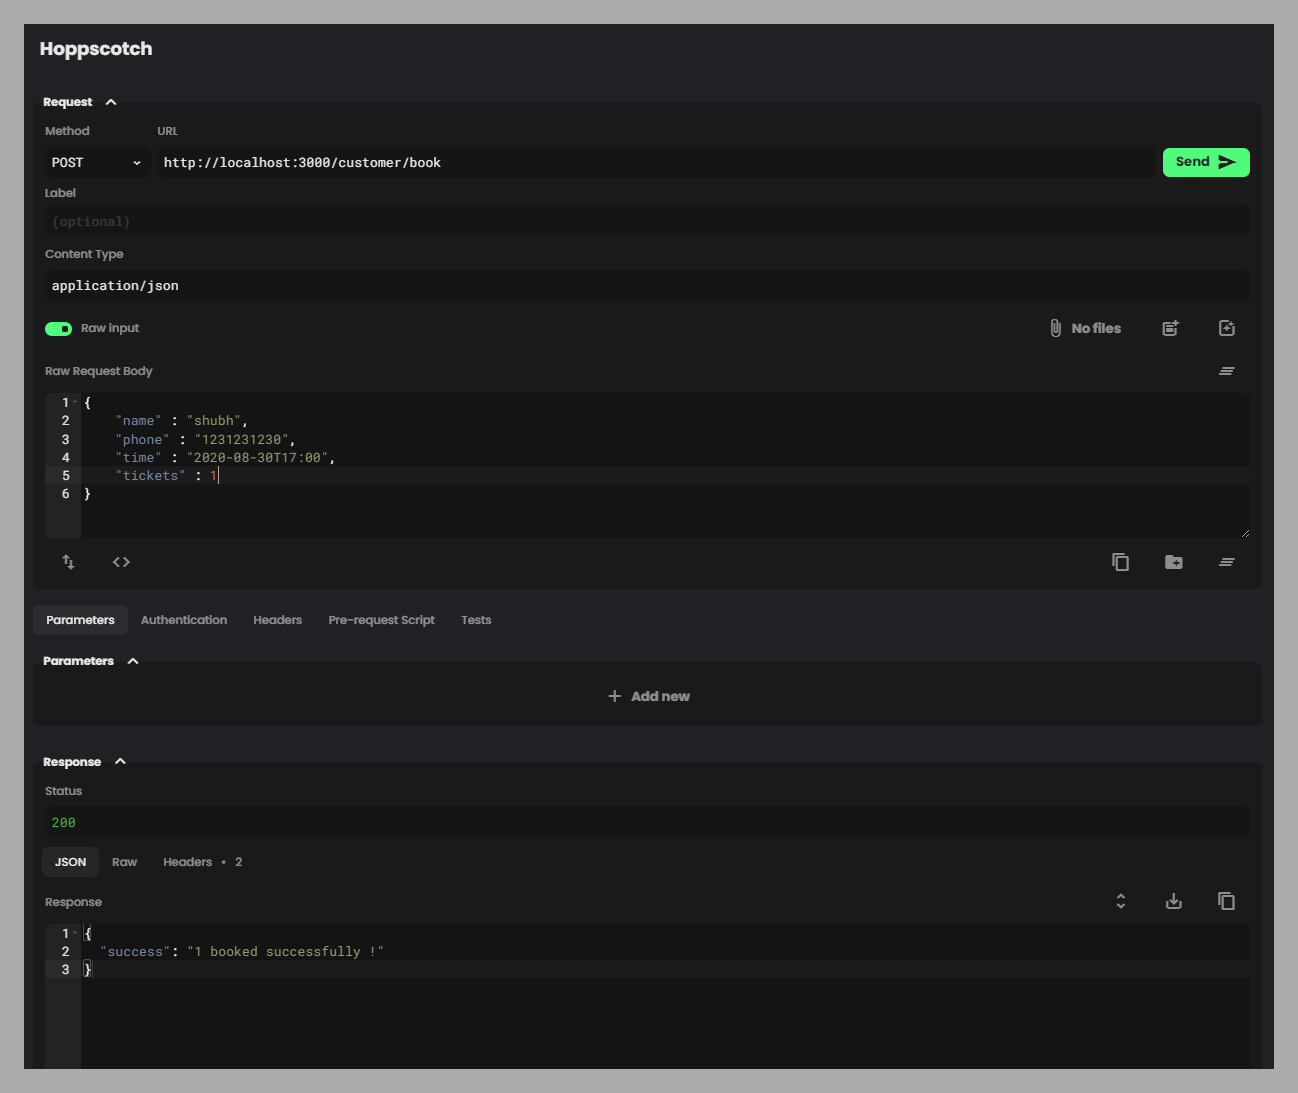 Hoppscotch
Request
Method URL
POST http://localhost:3000/customer/book Send
Label
(optional)
Content Type
application/json
Raw input No files
Raw Request Body
1 {
2 "name" : "shubh",
3 "phone" : "1231231230",
4 "time" : "2020-08-30T17:00",
5 "tickets" : 1
6 }
Parameters Authentication Headers Pre-request Script Tests
Parameters
Add new
Response
Status
200
JSON Raw Headers • 2
Response
1 {
2 "success": "1 booked successfully !"
3 }